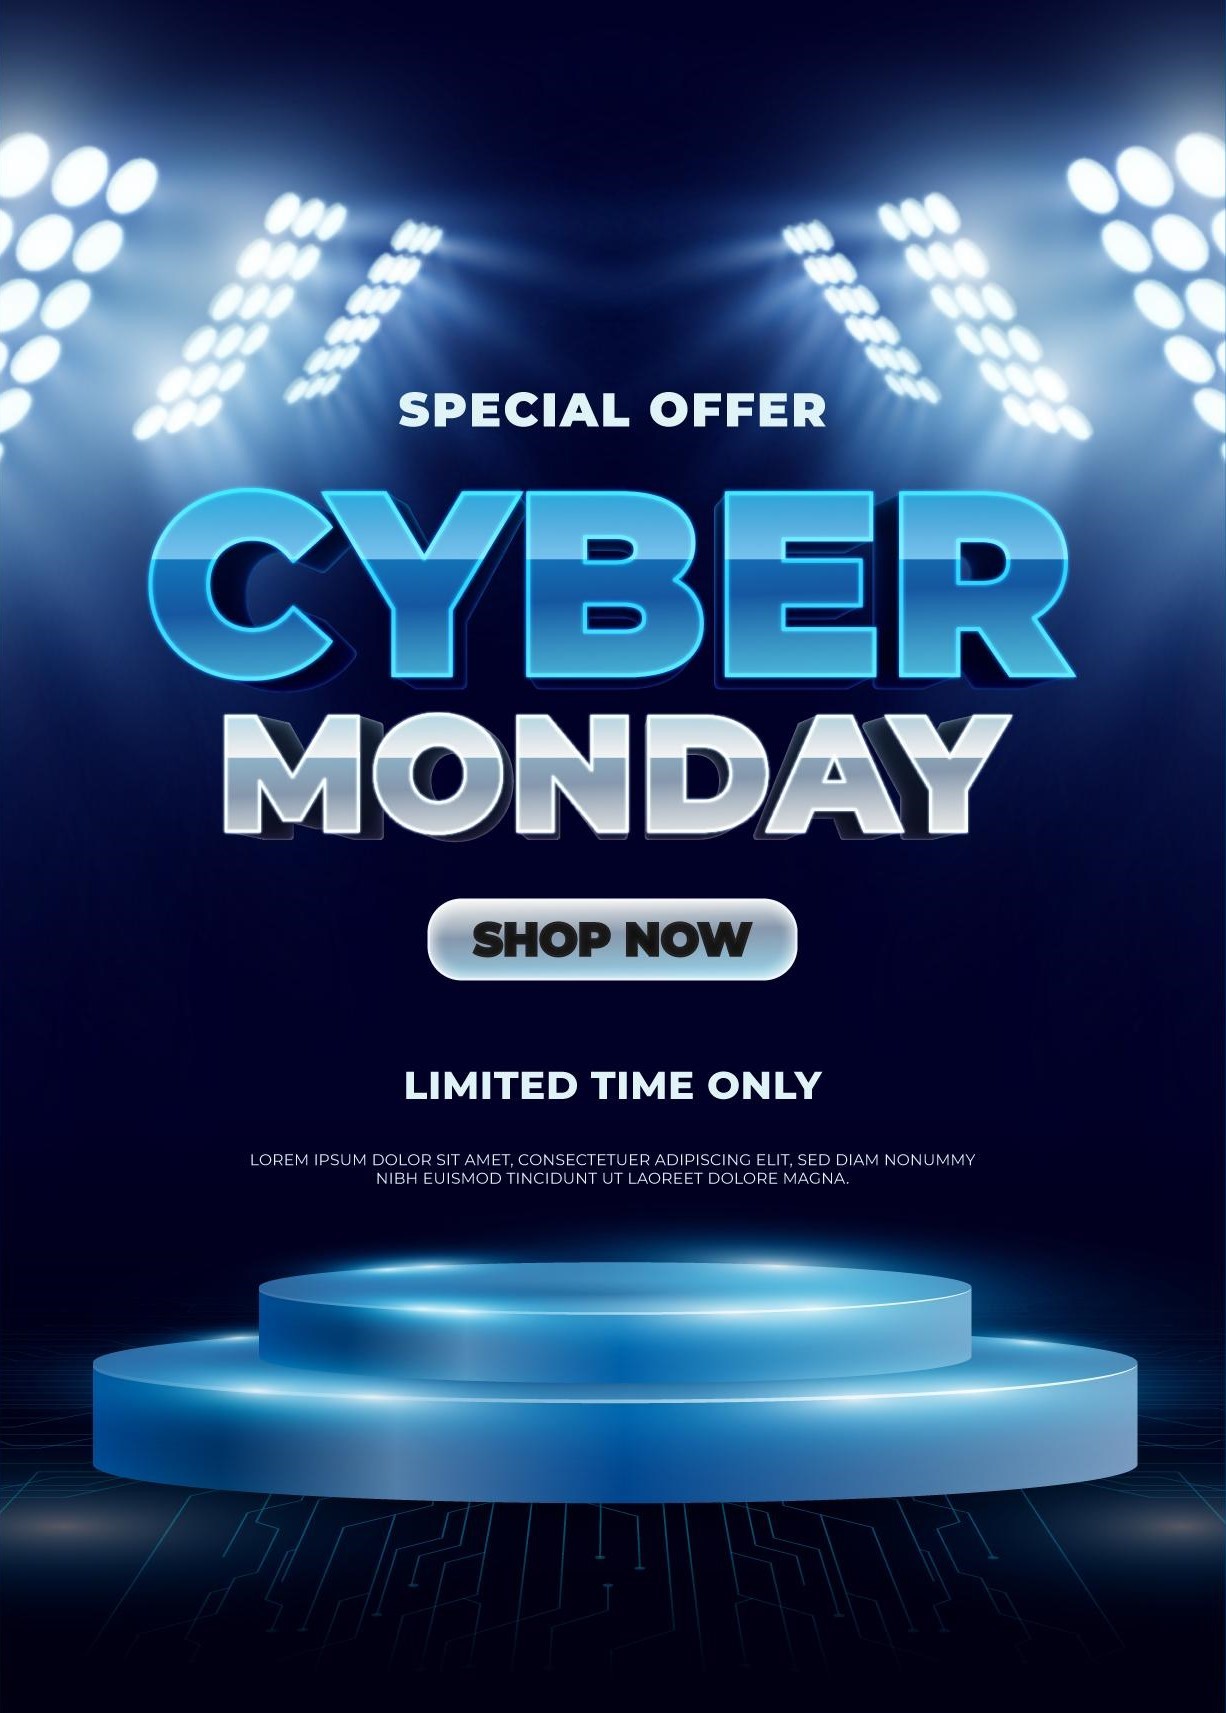 SPECIAL OFFER
CYBER
MONDAY
SHOP NOW
LIMITED TIME ONLY
LOREM IPSUM DOLOR SIT AMET, CONSECTETUER ADIPISCING ELIT, SED DIAM NONUMMY
NIBH EUISMOD TINCIDUNT UT LAOREET DOLORE MAGNA.